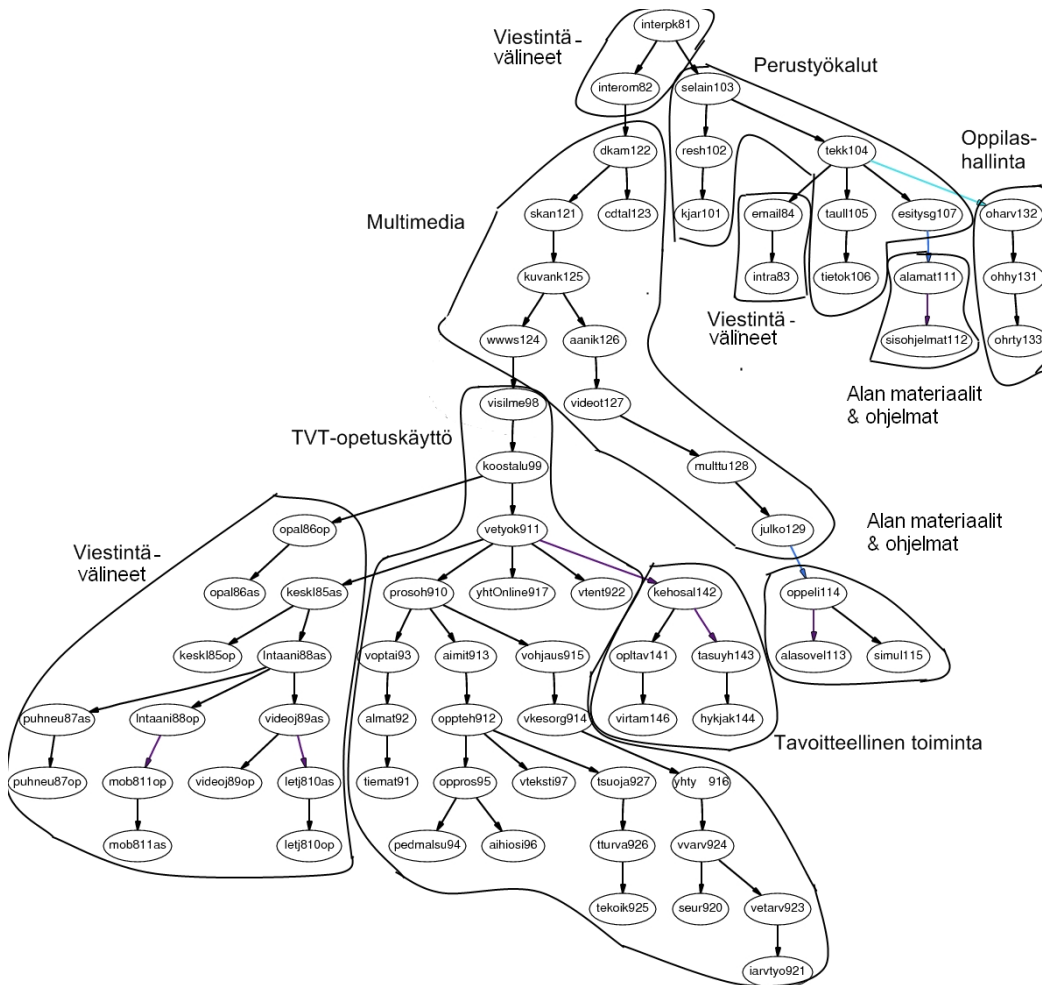 interpk81
Viestintä-
välineet
Perustyökalut
interom82
selain103
Oppilas-
hallinta
dkam122
resh102
tekk104
Multimedia
skan121
cdtal123
kjar101
email84
taull105
esitysg107
oharv132
kuvank125
intra83
tietok106
alamat111
ohhy131
Viestintä-
välineet
wwws124
aanik126
sisohjelmat112
ohrty133
Alan materiaalit
& ohjelmat
visilme98
videot127
TVT-opetuskäyttö
koostalu99
multtu128
opal86op
vetyok911
julko129
Alan materiaalit
& ohjelmat
Viestintä-
välineet
opal86as
keskl85as
prosoh910
yhtOnline917
vtent922
kehosal142
oppeli114
keskl85op
lntaani88as
voptai93
aimit913
vohjaus915
opltav141
tasuyh143
alasovel113
simul115
puhneu87as
lntaani88op
videoj89as
almat92
oppteh912
vkesorg914
virtam146
hykjak144
Tavoitteellinen toiminta
puhneu87op
mob811op
videoj89op
letj810as
tiemat91
oppros95
vteksti97
tsuoja927
yhty 916
mob811as
letj810op
pedmalsu94
aihiosi96
tturva926
vvarv924
tekoik925
seur920
vetarv923
iarvtyo921